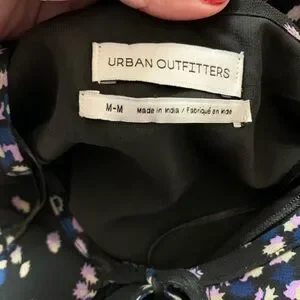 URBAN OUTFITTERS
M-M Made in India / Fabriqué en Inde